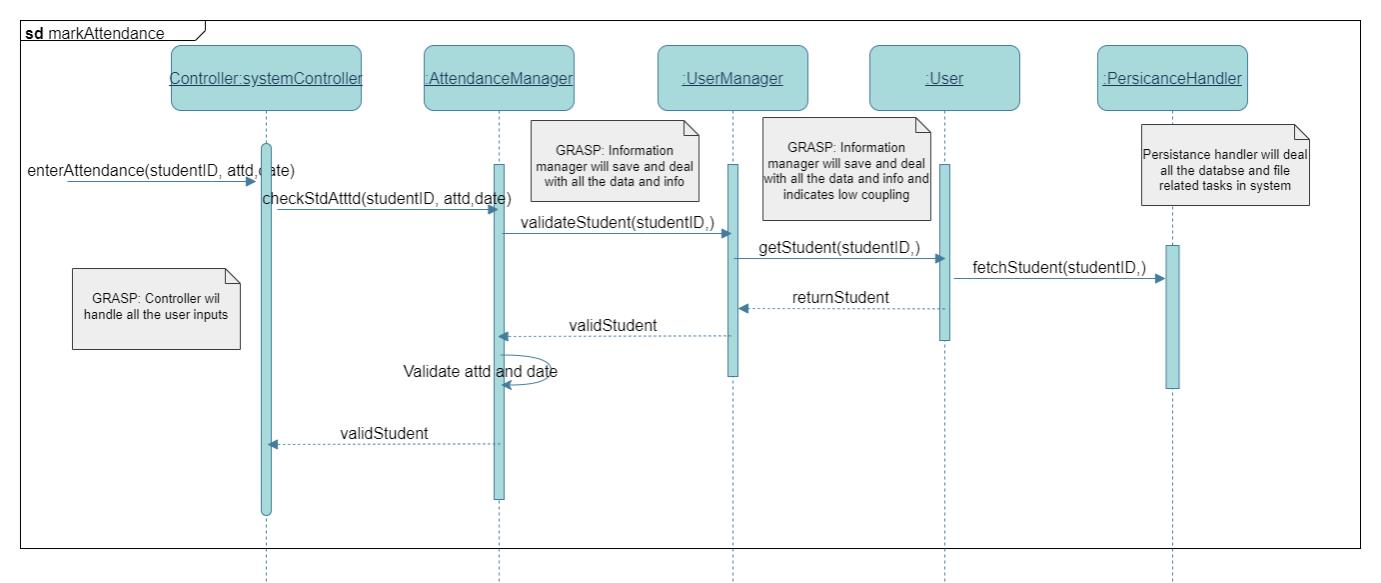 sd markAttendance
Controller:systemController
:AttendanceManager
:UserManager
:User
:PersicanceHandler
GRASP: Information
manager will save and deal
with all the data and info
GRASP: Information
manager will save and deal
with all the data and info and
indicates low coupling
Persistance handler will deal
all the databse and file
related tasks in system
enterAttendance(studentID, attd,date)
checkStdAtttd(studentID, attd,date)
validateStudent(studentID,)
getStudent(studentID,)
fetchStudent(studentID,)
GRASP: Controller wil
handle all the user inputs
returnStudent
validStudent
Validate attd and date
validStudent